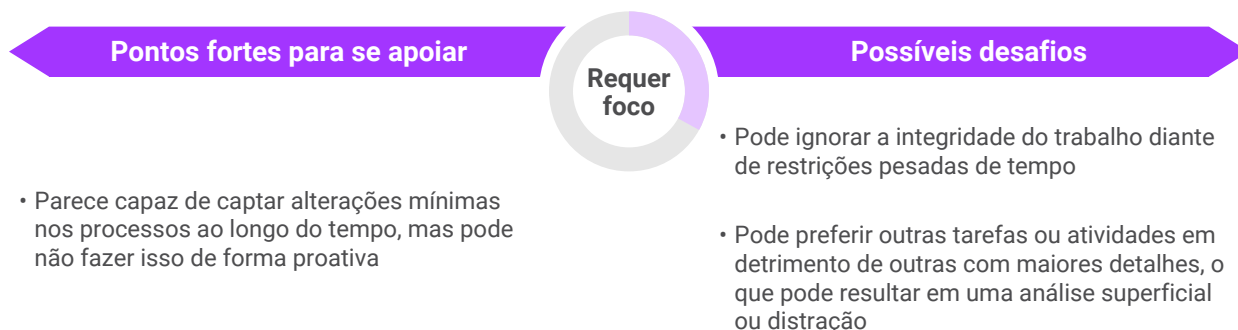 Pontos fortes para se apoiar
Requer
foco
Possíveis desafios
• Parece capaz de captar alterações mínimas
nos processos ao longo do tempo, mas pode
não fazer isso de forma proativa
• Pode ignorar a integridade do trabalho diante
de restrições pesadas de tempo
• Pode preferir outras tarefas ou atividades em
detrimento de outras com maiores detalhes, o
que pode resultar em uma análise superficial
ou distração